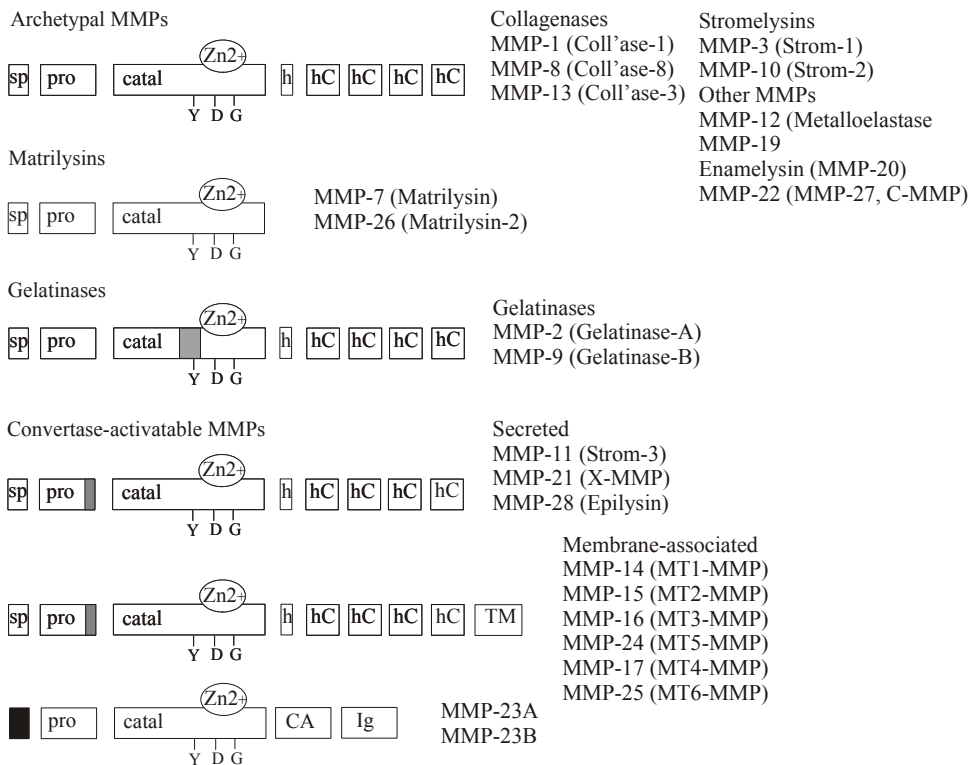 Archetypal MMPs
Zn2+
sp pro catal h hC hC hC hC
Y D G
Collagenases
MMP-1 (Coll'ase-1)
MMP-8 (Coll'ase-8)
MMP-13 (Coll'ase-3)
Stromelysins
MMP-3 (Strom-1)
MMP-10 (Strom-2)
Other MMPs
MMP-12 (Metalloelastase
MMP-19
Enamelysin (MMP-20)
MMP-22 (MMP-27, C-MMP)
Matrilysins
Zn2+
sp pro catal
Y D G
MMP-7 (Matrilysin)
MMP-26 (Matrilysin-2)
Gelatinases
Zn2+
sp pro catal h hC hC hC hC
Y D G
Gelatinases
MMP-2 (Gelatinase-A)
MMP-9 (Gelatinase-B)
Convertase-activatable MMPs
Zn2+
sp pro catal h hC hC hC hC
Y D G
Secreted
MMP-11 (Strom-3)
MMP-21 (X-MMP)
MMP-28 (Epilysin)
Zn2+
sp pro catal h hC hC hC hC TM
Y D G
Membrane-associated
MMP-14 (MT1-MMP)
MMP-15 (MT2-MMP)
MMP-16 (MT3-MMP)
MMP-24 (MT5-MMP)
MMP-17 (MT4-MMP)
MMP-25 (MT6-MMP)
Zn2+
pro catal CA Ig
Y D G
MMP-23A
MMP-23B